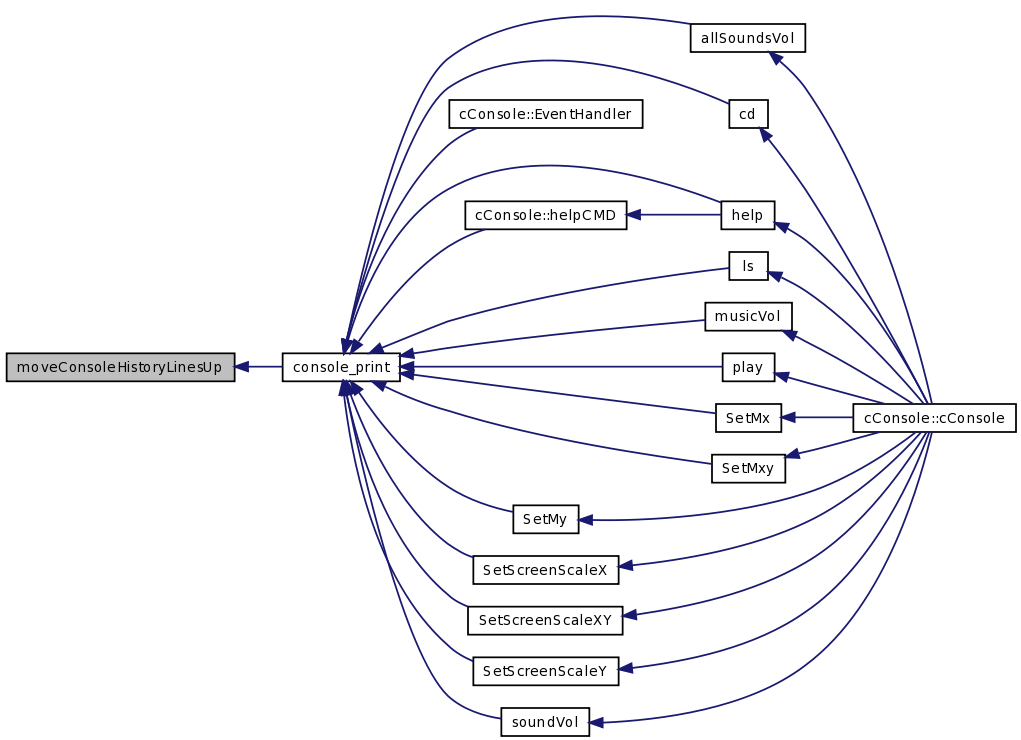 allSoundsVol
cConsole::EventHandler
cd
cConsole::helpCMD
help
ls
musicVol
moveConsoleHistoryLinesUp
console_print
play
SetMx
cConsole::cConsole
SetMxy
SetMy
SetScreenScaleX
SetScreenScaleXY
SetScreenScaleY
soundVol